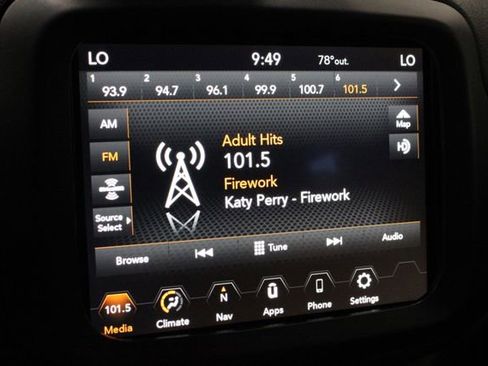 LO 9:49 78°out. LO
1 2 3 4 5 6
93.9 94.7 96.1 99.9 100.7 101.5
AM
Map
Adult Hits
101.5
FM
HD
Firewok
Katy Perry - Firework
Source
Select
Browse Tune Audio
101.5 N u
Media Climate Nav Apps Phone Settings